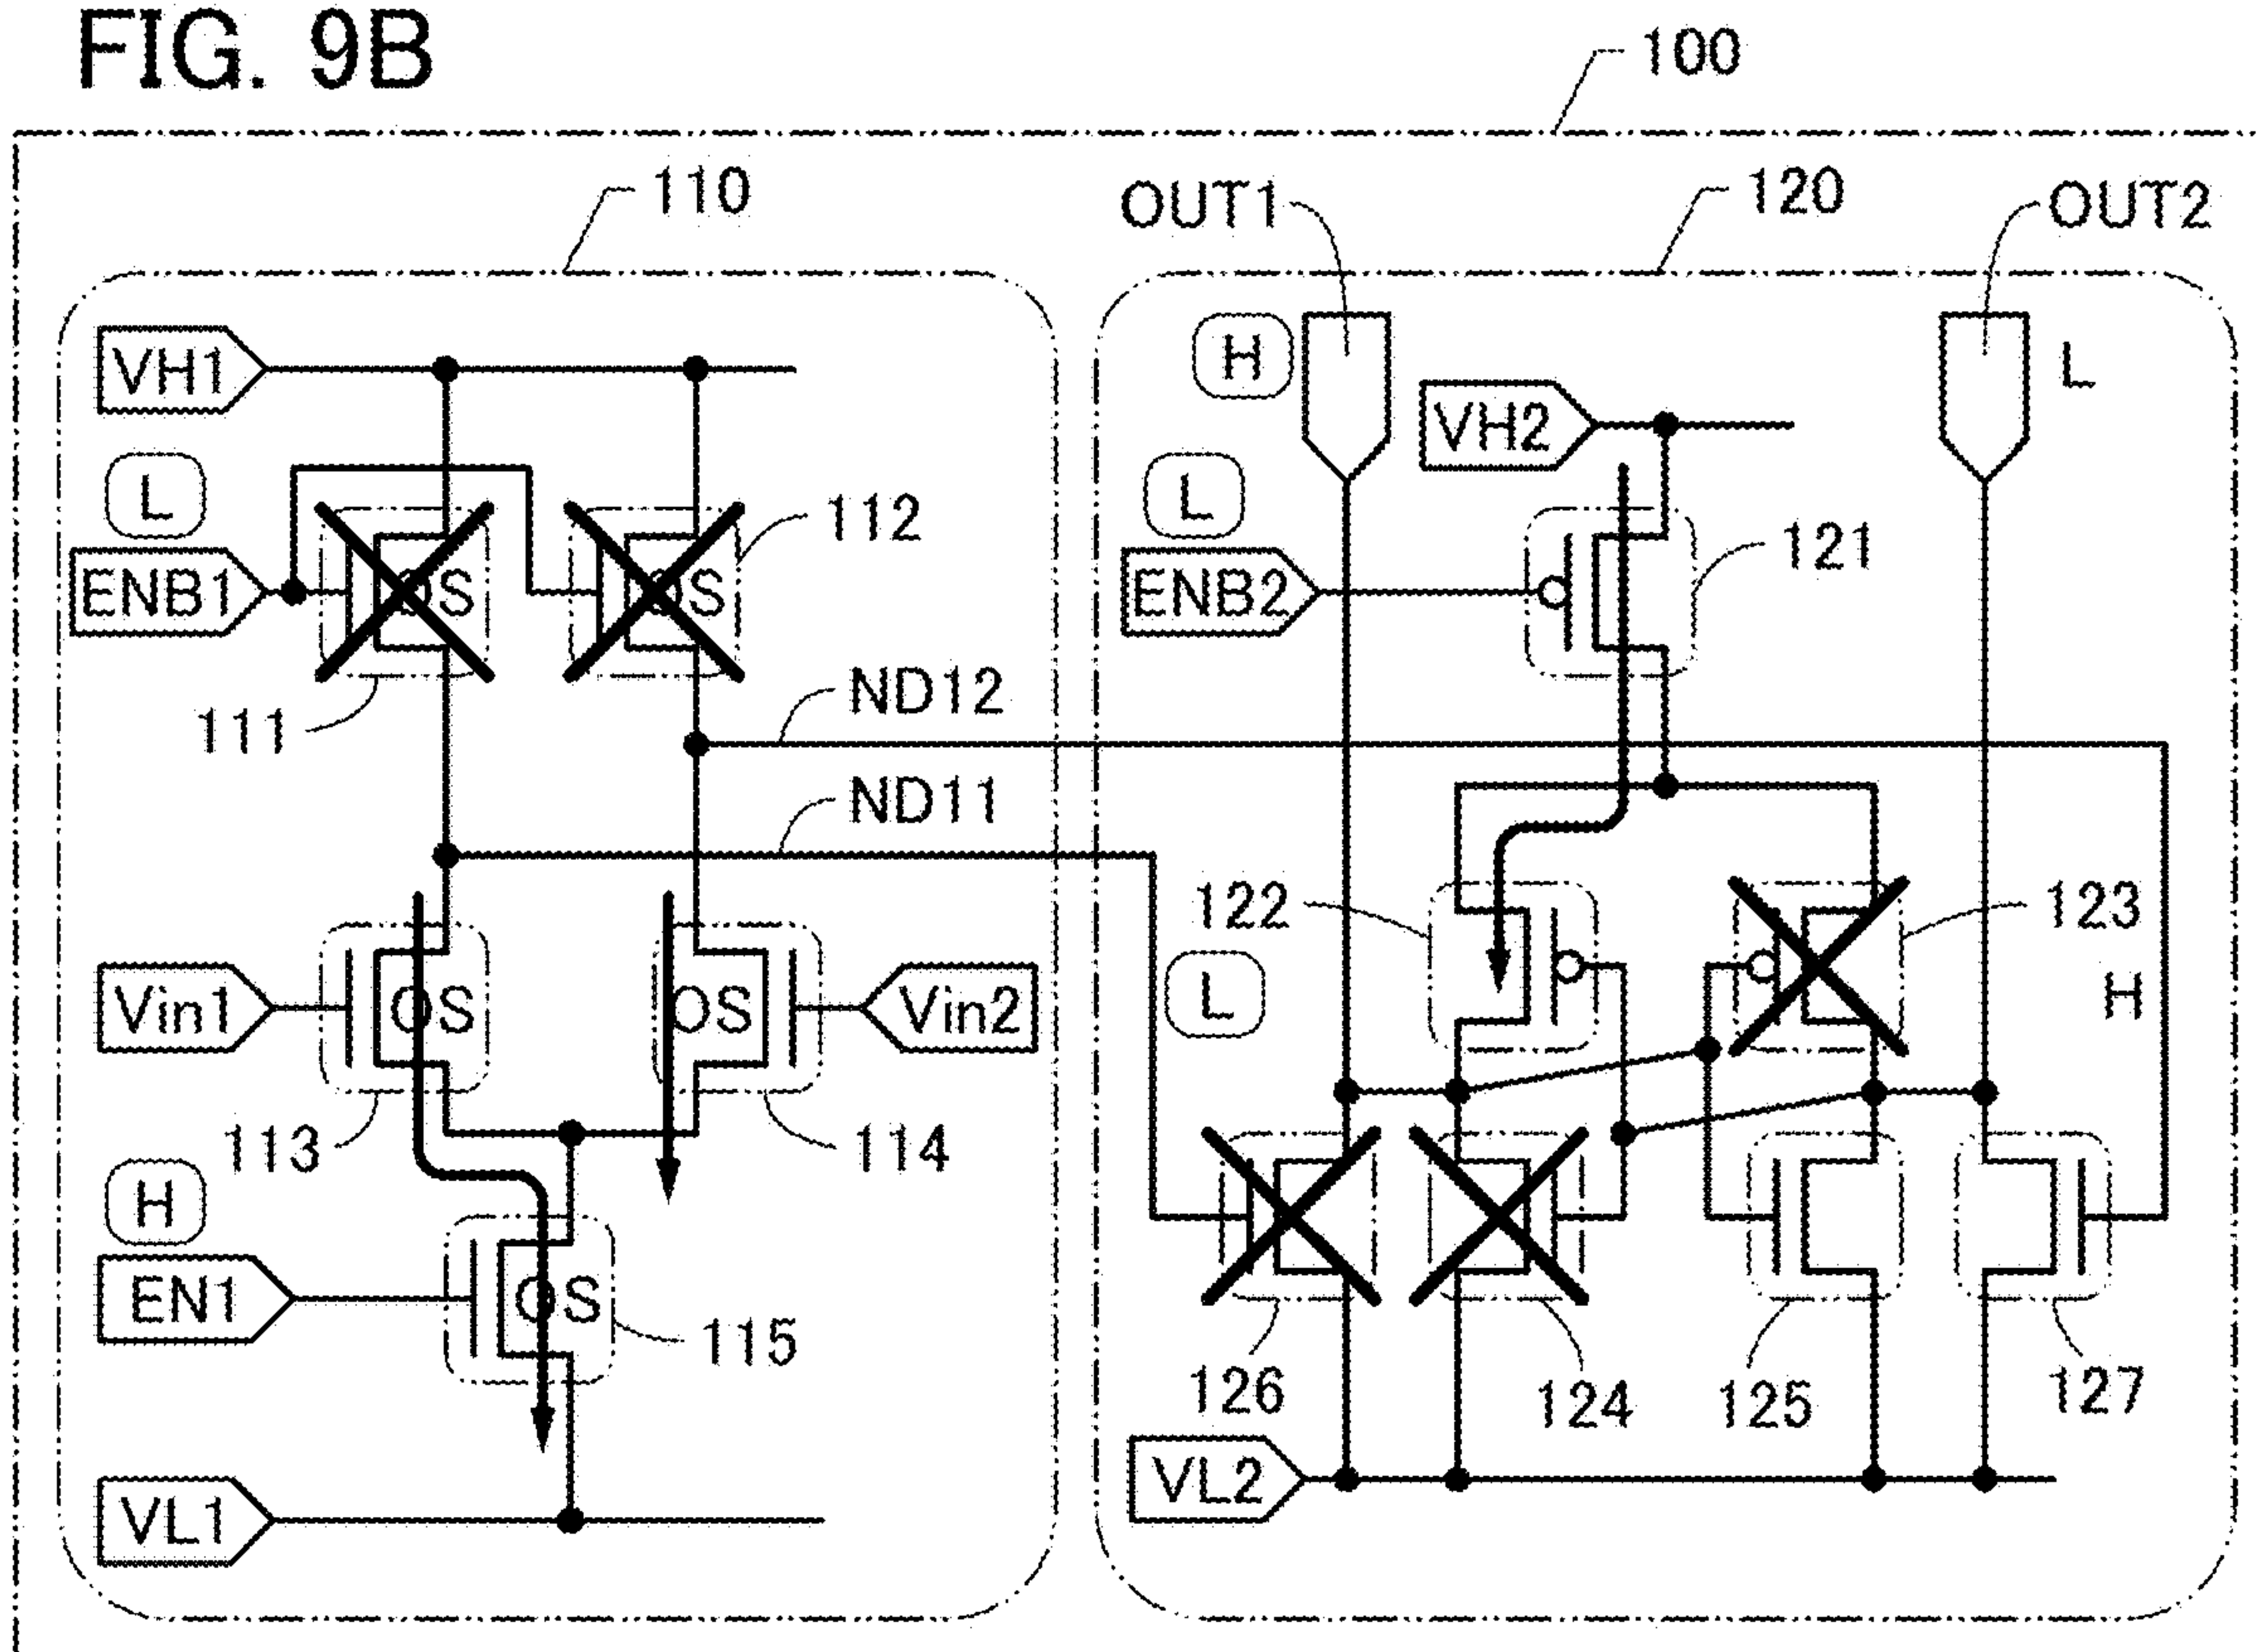 FIG. 9B
100
110
120
OUT1
OUT2
VH1
H
VH2
L
L
L
112
121
ENB1
OS
OS
ENB2
111
ND12
ND11
122
123
L
H
Vin1
OS
OS
Vin2
113
114
H
EN1
OS
115
126
124
125
127
VL2
VL1